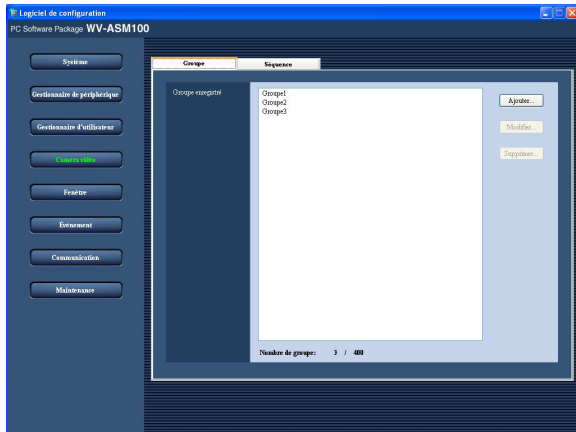 Logiciel de configuration
PC Software Package WV-ASM100
Système
Gestionnaire de périphérique
Gestionnaire d'utilisateur
Caméra vidéo
Fenêtre
Événement
Communication
Maintenance
Groupe
Séquence
Groupe enregistré
Groupe1
Groupe2
Groupe3
Ajouter...
Modifier...
Supprimer...
Nombre de groupe: 3 / 400